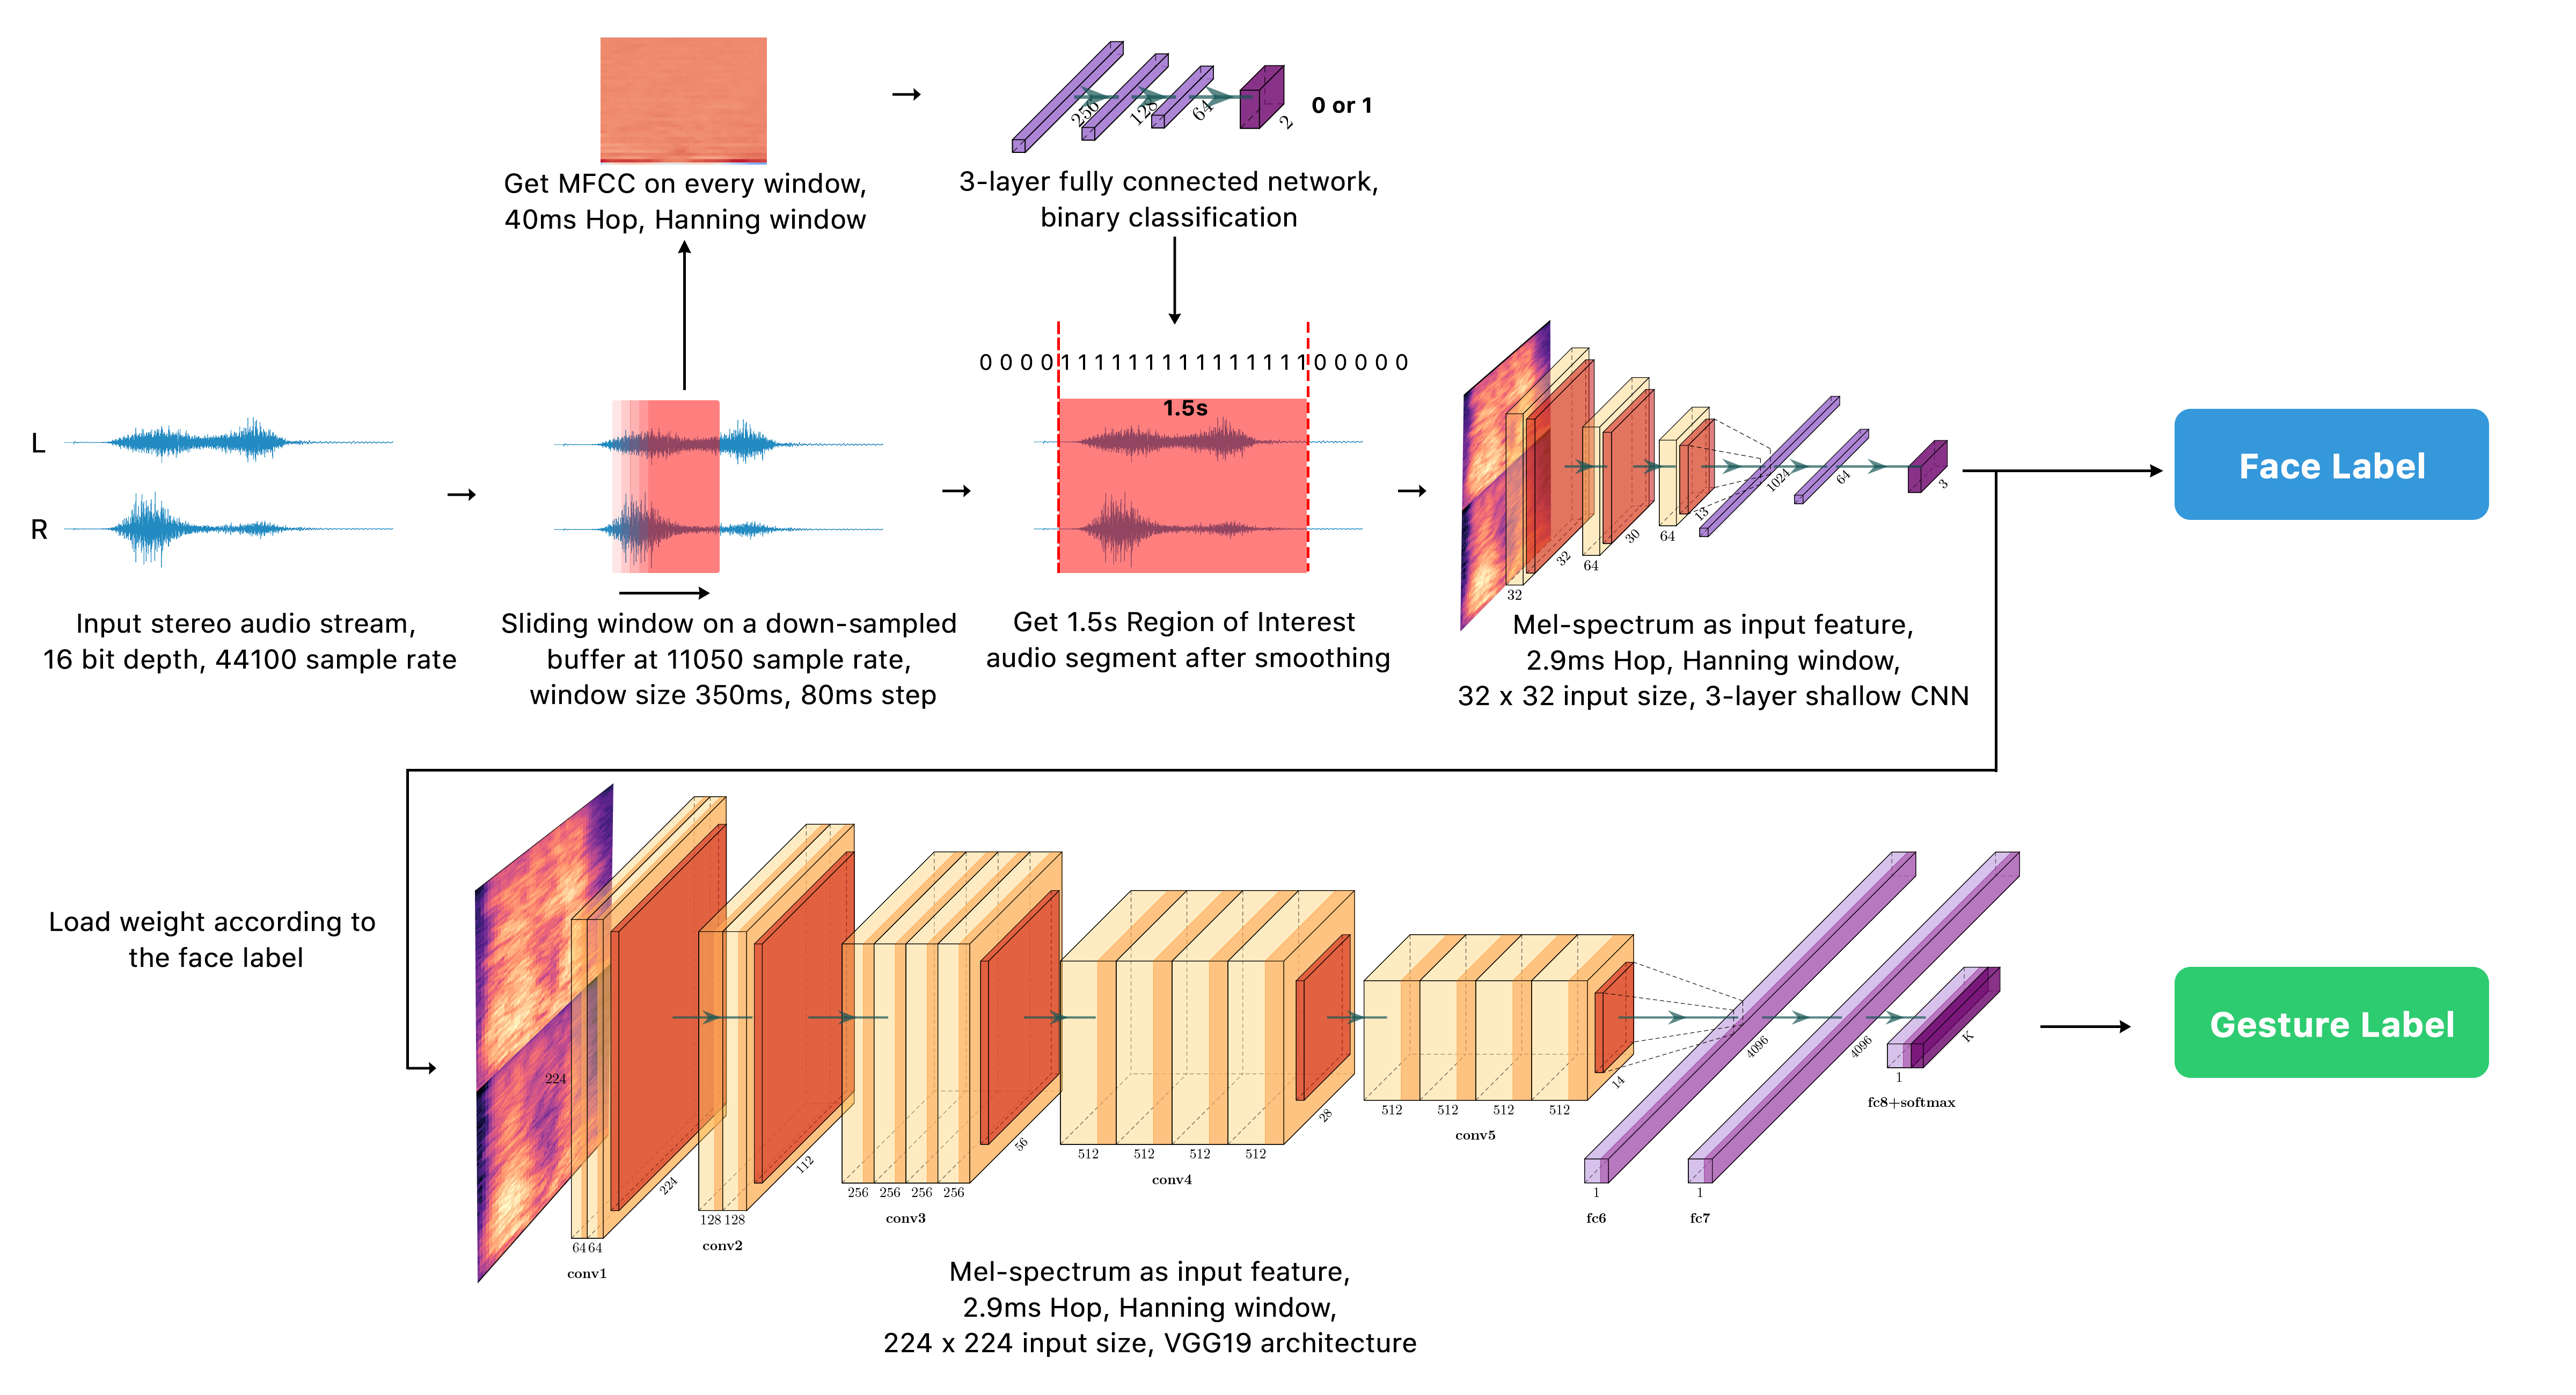 256
128
64
2
0 or 1
Get MFCC on every window,
40ms Hop, Hanning window
3-layer fully connected network,
binary classification
0 0 0 0 1 1 1 1 1 1 1 1 1 1 1 1 1 1 1 0 0 0 0 0
1.5s
L
R
Input stereo audio stream,
16 bit depth, 44100 sample rate
Sliding window on a down-sampled
buffer at 11050 sample rate,
window size 350ms, 80ms step
Get 1.5s Region of Interest
audio segment after smoothing
32
32
64
30
64
13
1024
64
3
Mel-spectrum as input feature,
2.9ms Hop, Hanning window,
32 x 32 input size, 3-layer shallow CNN
Face Label
Load weight according to
the face label
224
64 64
224
conv1
128 128
112
conv2
256 256 256 256
56
conv3
512 512 512 512
28
conv4
512 512 512 512
14
conv5
1
4096
fc6
1
4096
fc7
1
K
fc8+softmax
Gesture Label
Mel-spectrum as input feature,
2.9ms Hop, Hanning window,
224 x 224 input size, VGG19 architecture